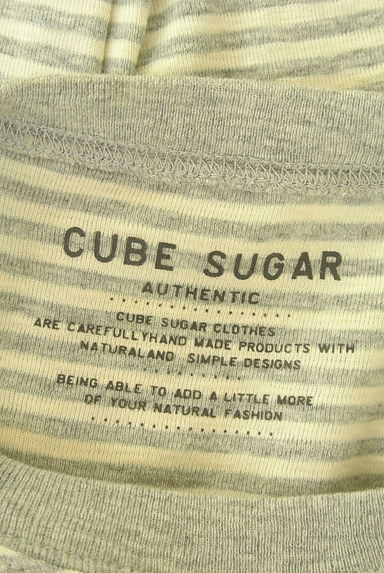 CUBE SUGAR
AUTHENTIC
CUBE SUGAR CLOTHES
ARE CAREFULLYHAND MADE PRODUCTS WITH
NATURALAND SIMPLE DESIGNS
BEING ABLE TO ADD A LITTLE MORE
OF YOUR NATURAL FASHION